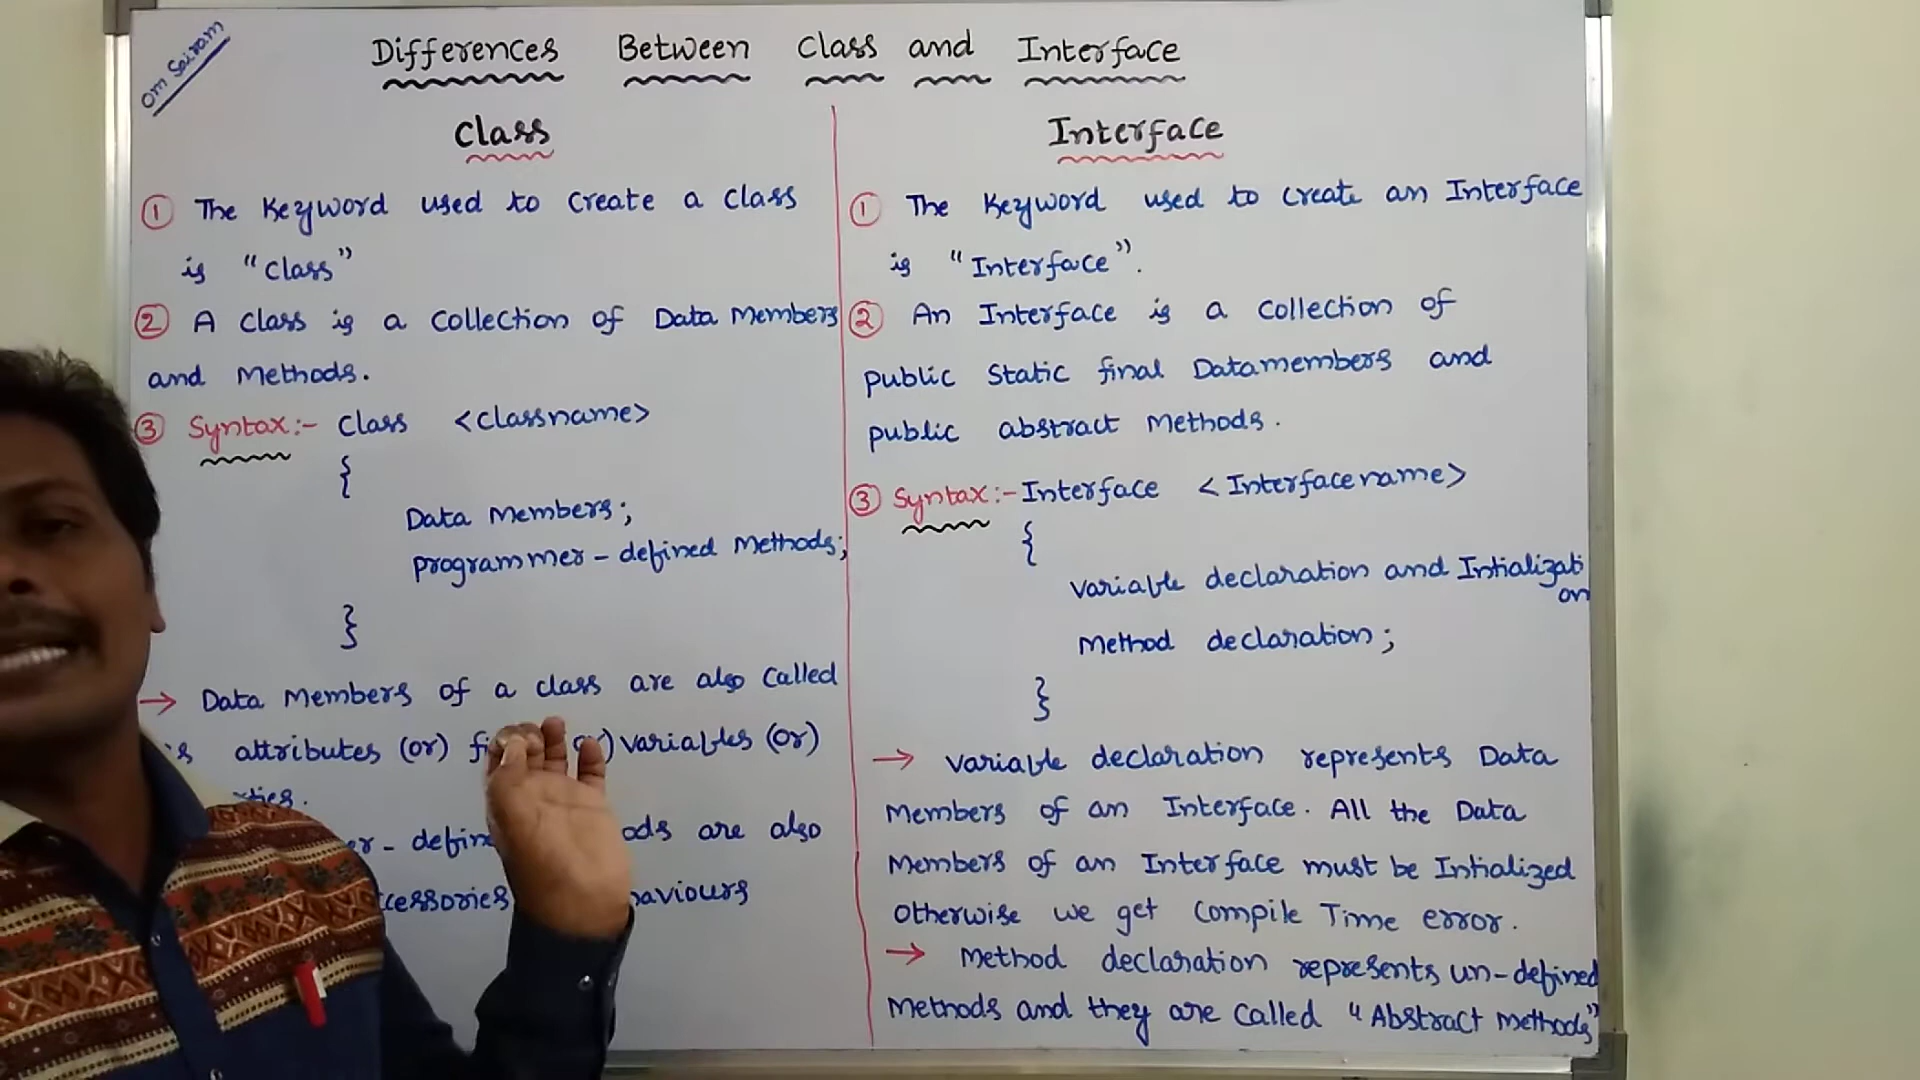 Om Sairam
Differences Between Class and Interface
Class
① The Keyword used to create a class
is "class"
② A class is a collection of Data Members
and Methods.
③ Syntax:- Class <classname>
{
Data Members;
programmer-defined Methods;
}
→ Data Members of a class are also called
attributes (or) variables (or)
defin are also
Interface
① The Keyword used to create an Interface
is "Interface".
② An Interface is a collection of
public static final Datamembers and
public abstract Methods.
③ Syntax:- Interface <Interfacename>
{
variable declaration and Intialization
Method declaration;
}
→ variable declaration represents Data
Members of an Interface. All the Data
Members of an Interface must be Intialized
otherwise we get compile Time error.
→ Method declaration represents un-defined
Methods and they are called "Abstract Methods"